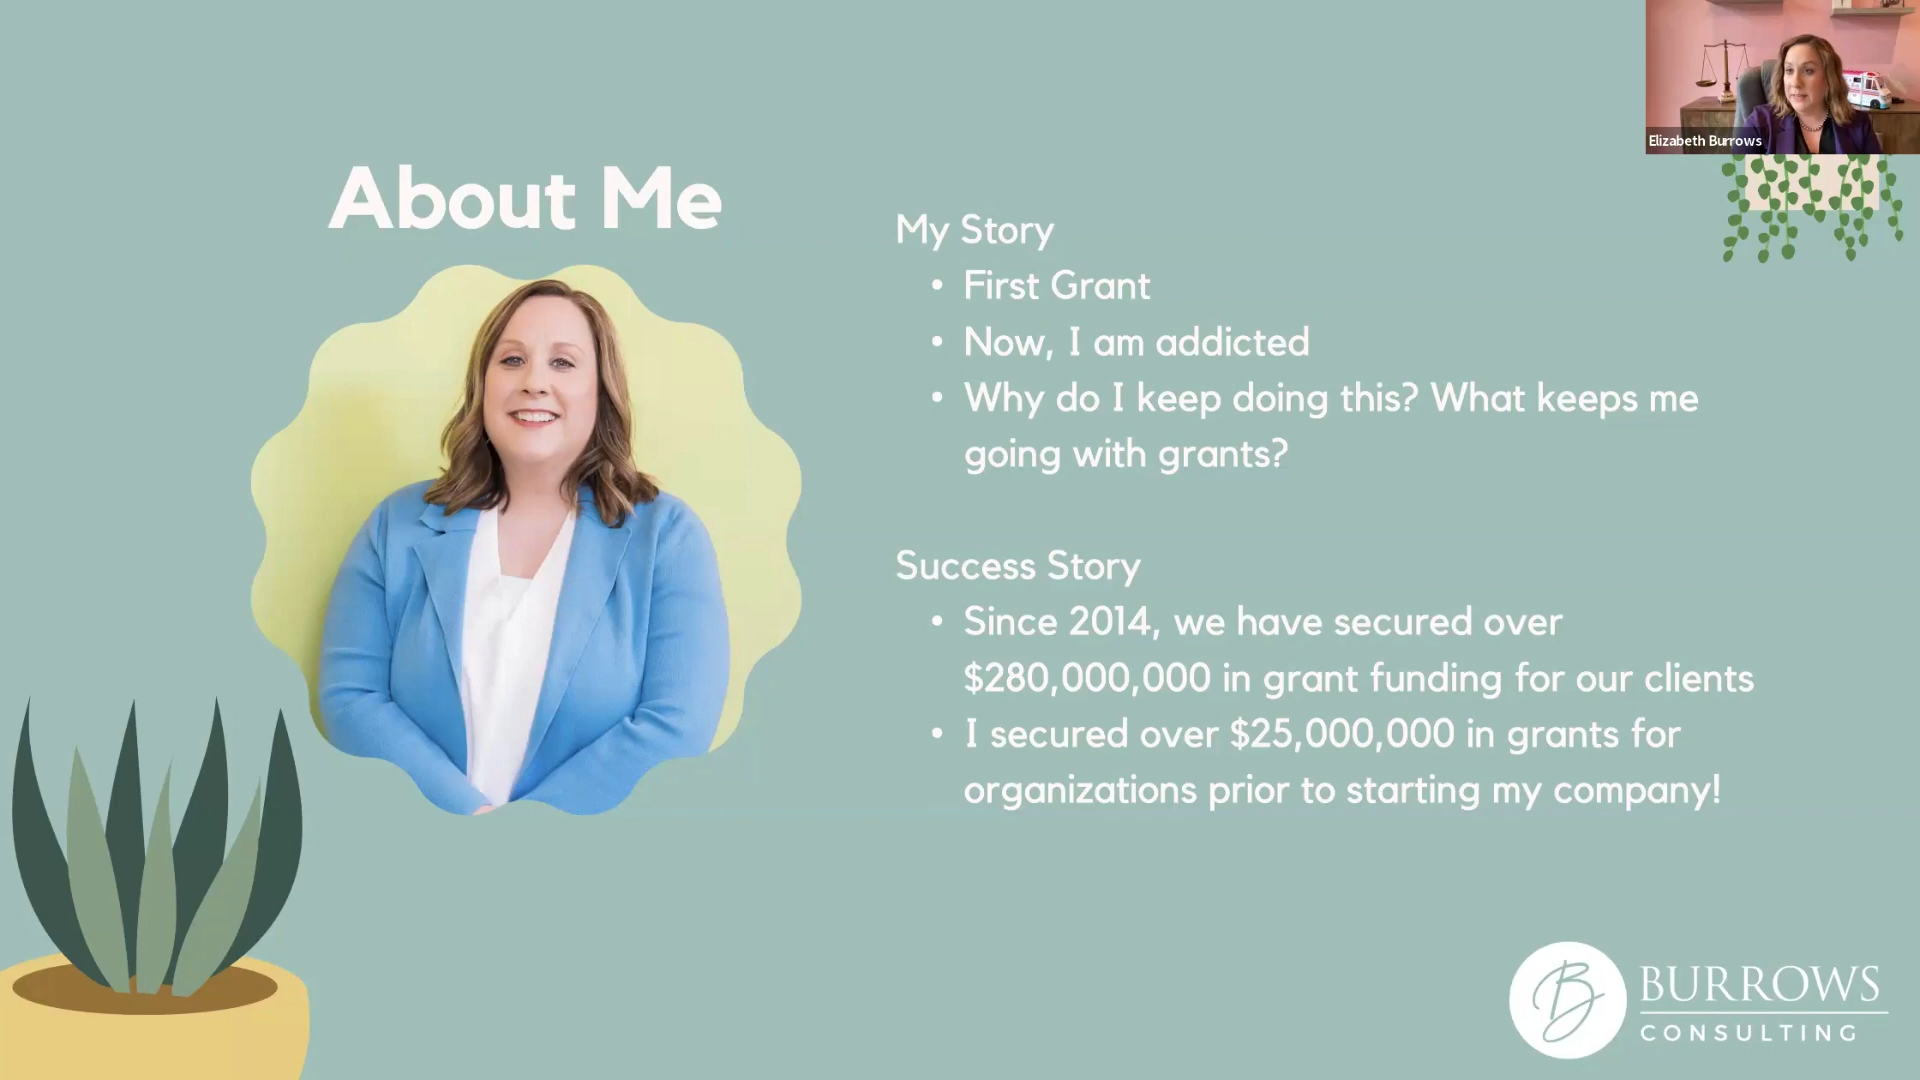 Elizabeth Burrows
About Me
My Story
• First Grant
• Now, I am addicted
• Why do I keep doing this? What keeps me
going with grants?
Success Story
• Since 2014, we have secured over
$280,000,000 in grant funding for our clients
• I secured over $25,000,000 in grants for
organizations prior to starting my company!
B
BURROWS
CONSULTING